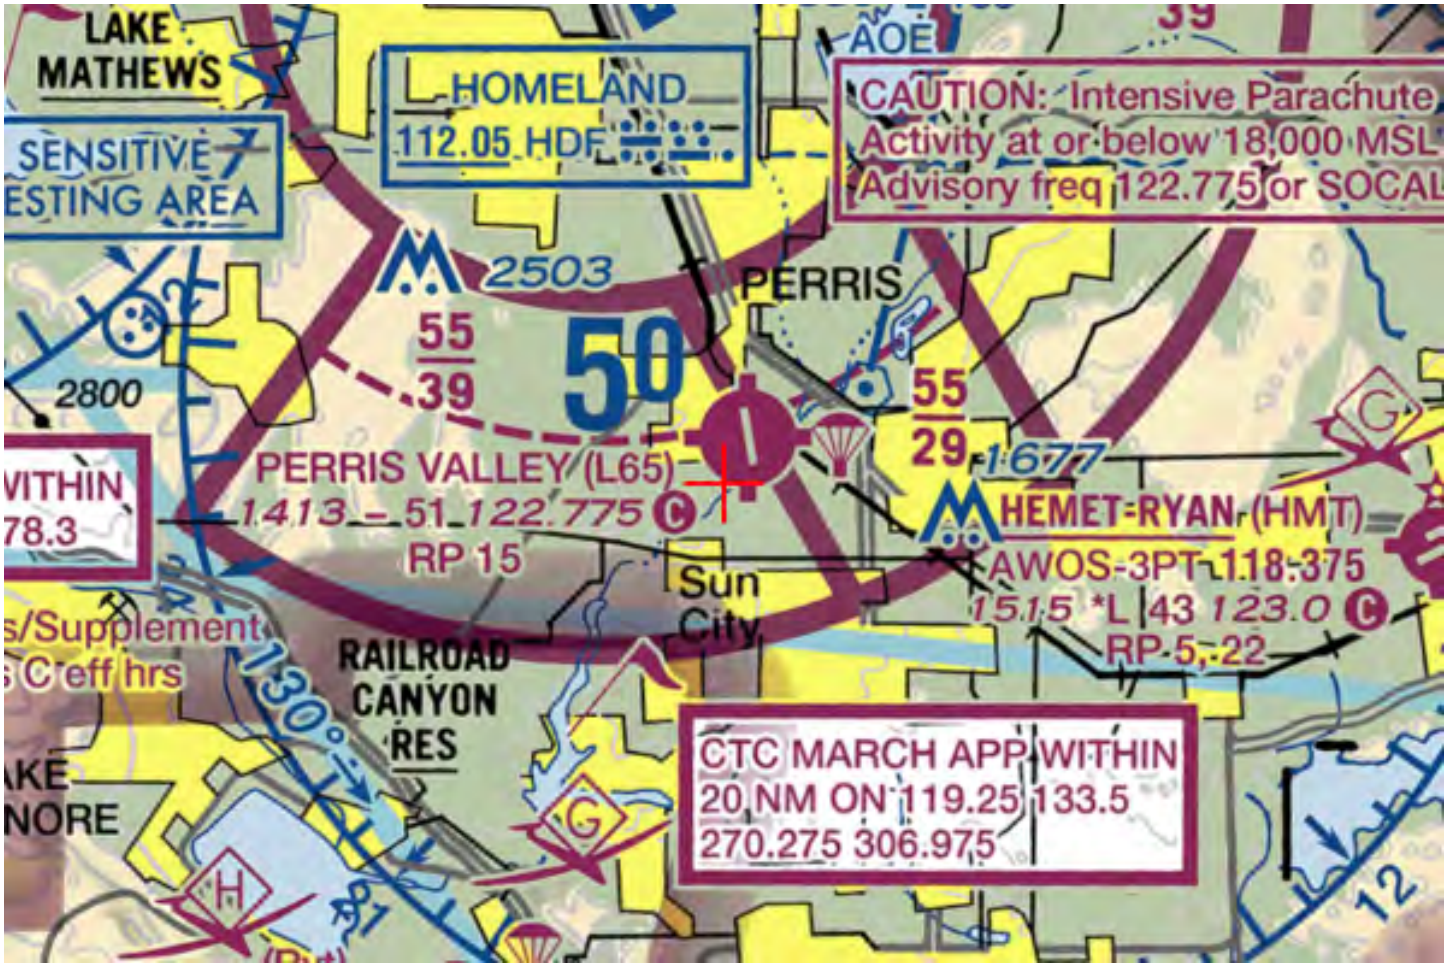 39
LAKE
MATHEWS
AOE
HOMELAND
112.05 HDF
CAUTION: Intensive Parachute
Activity at or below 18,000 MSL
Advisory freq 122.775 or SOCAL
SENSITIVE
ESTING AREA
2503
PERRIS
55
39
50
2800
55
29
1677
G
WITHIN
78.3
PERRIS VALLEY (L65)
1413 – 51 122.775 C
RP 15
HEMET-RYAN (HMT)
AWOS-3PT 118.375
1515 *L 43 123.0 C
RP 5, 22
Sun
City
s/Supplement
s C eff hrs
130°
RAILROAD
CANYON
RES
CTC MARCH APP WITHIN
20 NM ON 119.25 133.5
270.275 306.975
AKE
NORE
G
H
12